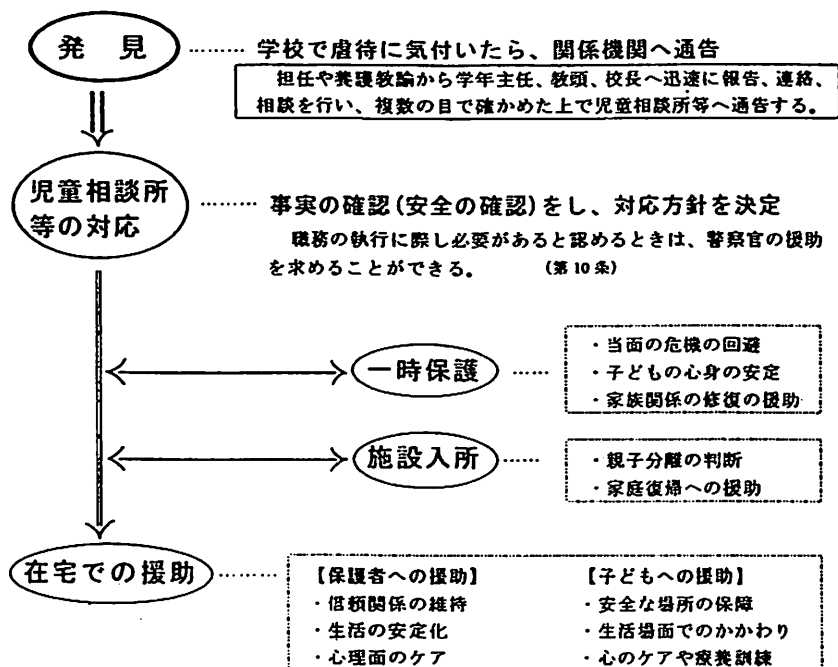 発 見 ……… 学校で虐待に気付いたら、関係機関へ通告
担任や養護教諭から学年主任、教頭、校長へ迅速に報告、連絡、
相談を行い、複数の目で確かめた上で児童相談所等へ通告する。
児童相談所
等の対応 ……… 事実の確認(安全の確認)をし、対応方針を決定
職務の執行に際し必要があると認めるときは、警察官の援助
を求めることができる。 (第10条)
一時保護 ……
・当面の危機の回避
・子どもの心身の安定
・家族関係の修復の援助
施設入所 ……
・親子分離の判断
・家庭復帰への援助
在宅での援助 ………
【保護者への援助】 【子どもへの援助】
・信頼関係の維持 ・安全な場所の保障
・生活の安定化 ・生活場面でのかかわり
・心理面のケア ・心のケアや療養訓練